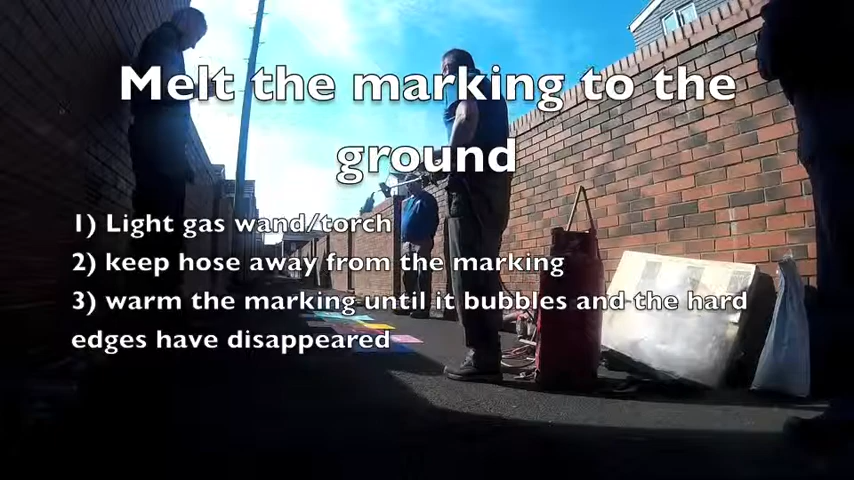 Melt the marking to the
ground
1) Light gas wand/torch
2) keep hose away from the marking
3) warm the marking until it bubbles and the hard
edges have disappeared